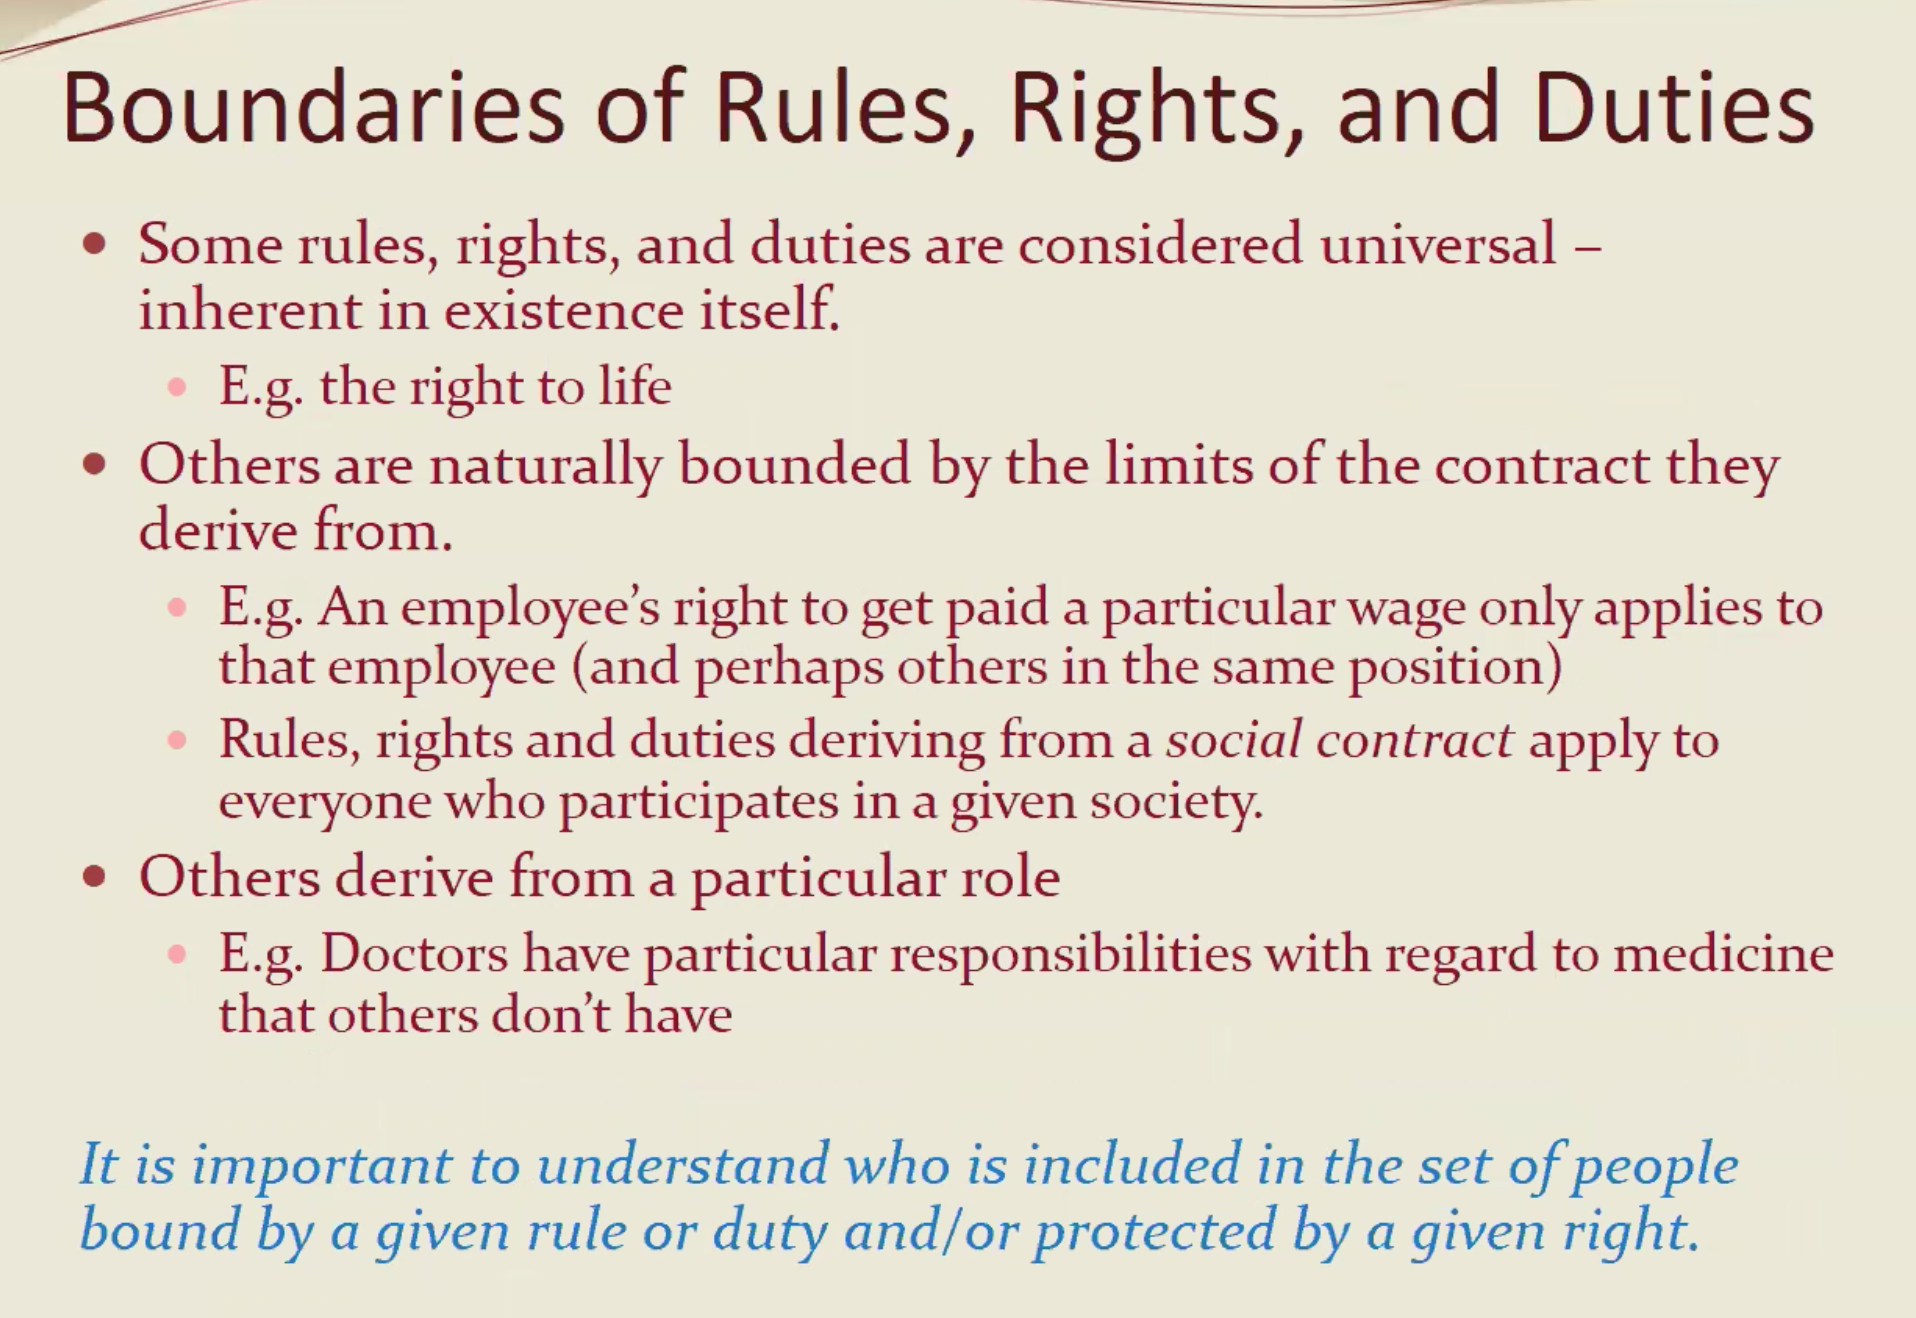 Boundaries of Rules, Rights, and Duties
• Some rules, rights, and duties are considered universal –
inherent in existence itself.
• E.g. the right to life
• Others are naturally bounded by the limits of the contract they
derive from.
• E.g. An employee’s right to get paid a particular wage only applies to
that employee (and perhaps others in the same position)
• Rules, rights and duties deriving from a social contract apply to
everyone who participates in a given society.
• Others derive from a particular role
• E.g. Doctors have particular responsibilities with regard to medicine
that others don’t have
It is important to understand who is included in the set of people
bound by a given rule or duty and/or protected by a given right.